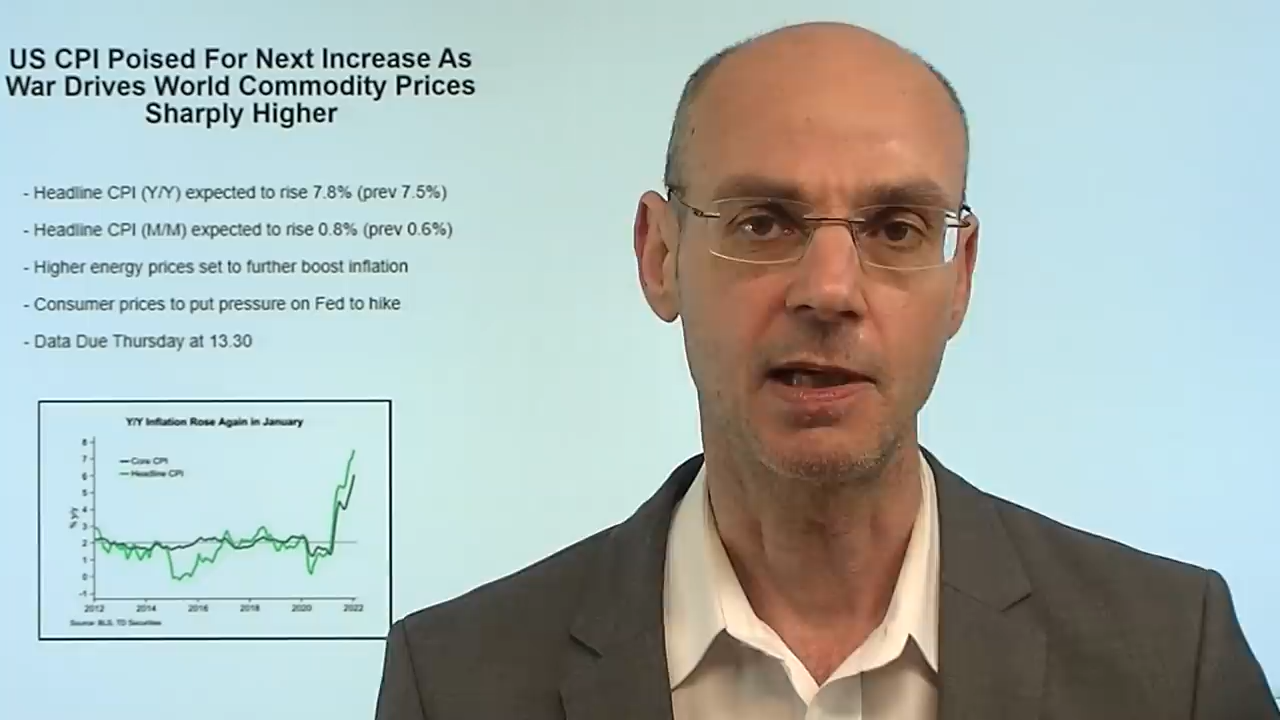 US CPI Poised For Next Increase As
War Drives World Commodity Prices
Sharply Higher
- Headline CPI (Y/Y) expected to rise 7.8% (prev 7.5%)
- Headline CPI (M/M) expected to rise 0.8% (prev 0.6%)
- Higher energy prices set to further boost inflation
- Consumer prices to put pressure on Fed to hike
- Data Due Thursday at 13.30
Y/Y Inflation Rose Again in January
8
7
6
5
4
3
2
1
0
-1
% y/y
Core CPI
Headline CPI
2012 2014 2016 2018 2020 2022
Source: BLS, TD Securities